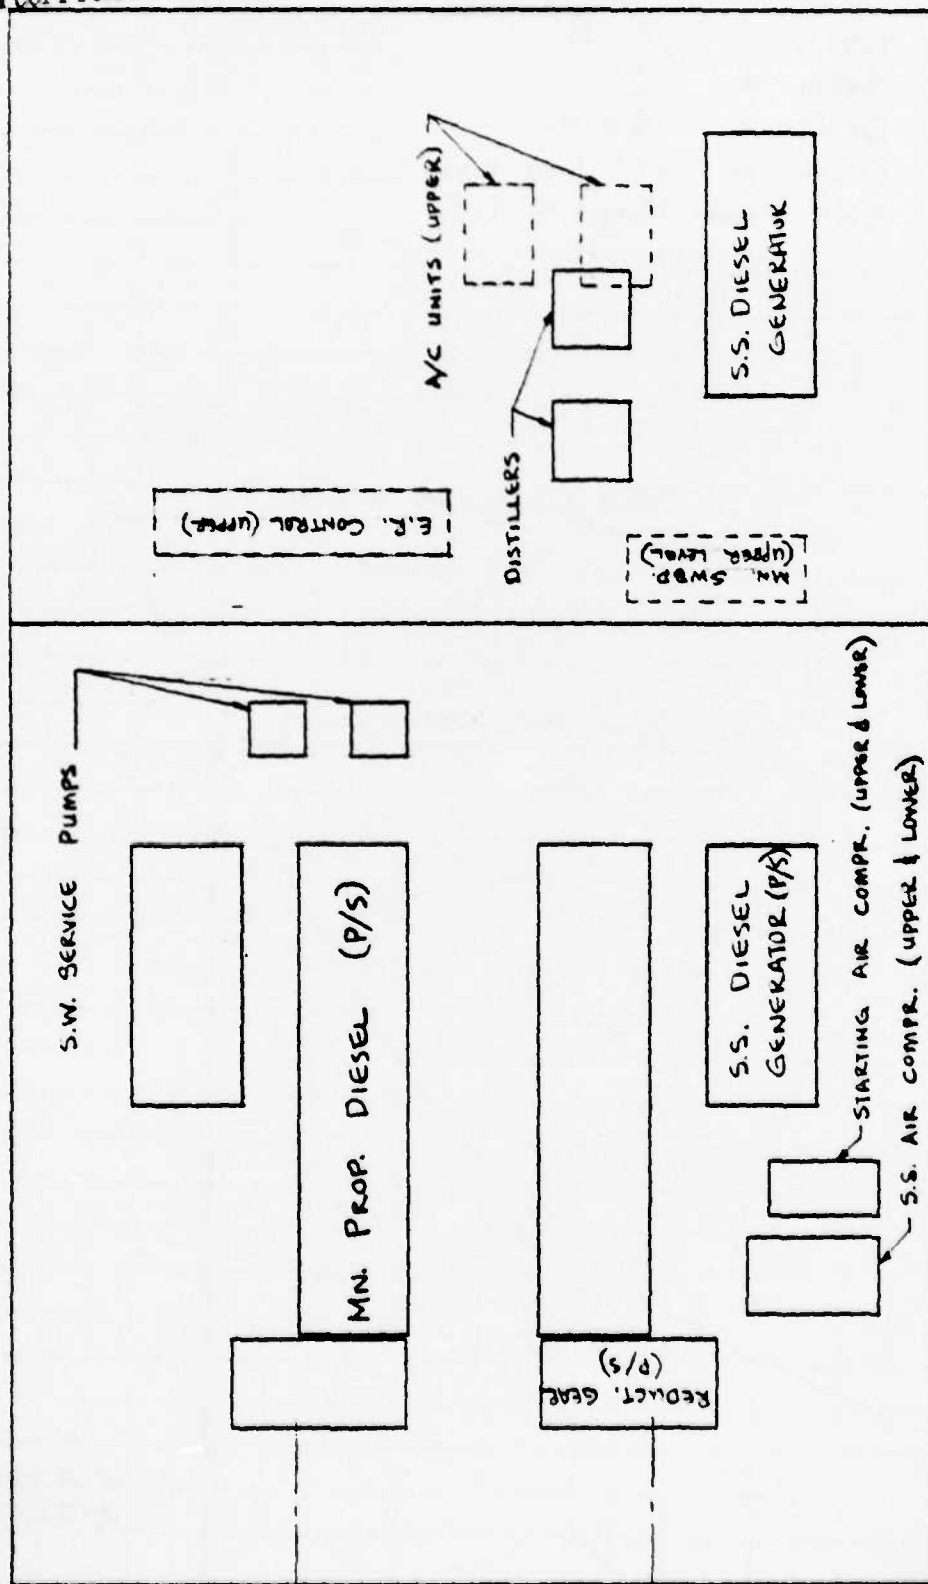 A/C UNITS (UPPER)
S.S. DIESEL
GENERATOR
DISTILLERS
E.R. CONTROL (UPPER)
MN. SWBD.
(UPPER LEVEL)
S.W. SERVICE PUMPS
MN. PROP. DIESEL (P/S)
S.S. DIESEL
GENERATOR (P/S)
STARTING AIR COMPR. (UPPER & LOWER)
S.S. AIR COMPR. (UPPER & LOWER)
REDUCT. GEAR
(P/S)